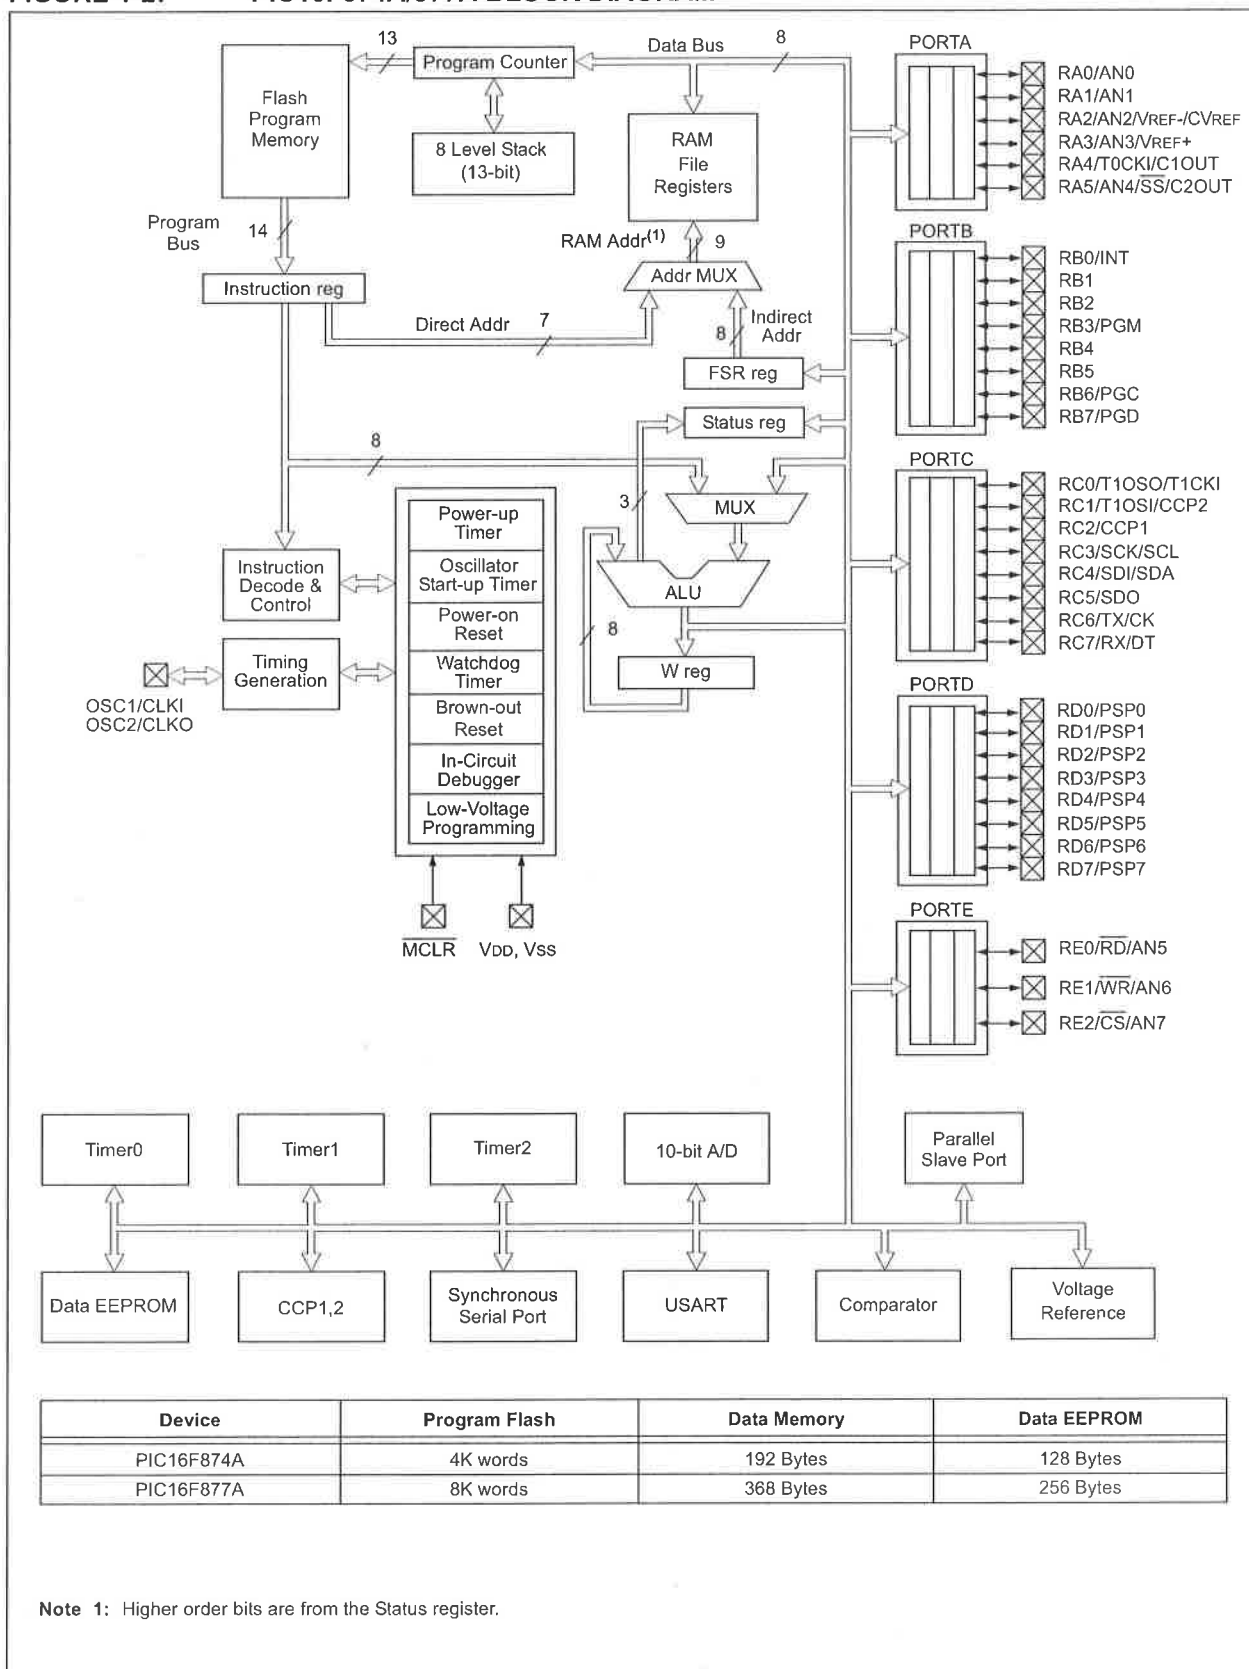 13
Program Counter
Data Bus
8
Flash
Program
Memory
8 Level Stack
(13-bit)
RAM
File
Registers
Program
Bus
14
RAM Addr(1)
9
Addr MUX
Instruction reg
Direct Addr
7
8
Indirect
Addr
FSR reg
Status reg
8
3
MUX
ALU
8
W reg
Instruction
Decode &
Control
Timing
Generation
OSC1/CLKI
OSC2/CLKO
Power-up
Timer
Oscillator
Start-up Timer
Power-on
Reset
Watchdog
Timer
Brown-out
Reset
In-Circuit
Debugger
Low-Voltage
Programming
MCLR
VDD, VSS
PORTA
RA0/AN0
RA1/AN1
RA2/AN2/VREF-/CVREF
RA3/AN3/VREF+
RA4/T0CKI/C1OUT
RA5/AN4/SS/C2OUT
PORTB
RB0/INT
RB1
RB2
RB3/PGM
RB4
RB5
RB6/PGC
RB7/PGD
PORTC
RC0/T1OSO/T1CKI
RC1/T1OSI/CCP2
RC2/CCP1
RC3/SCK/SCL
RC4/SDI/SDA
RC5/SDO
RC6/TX/CK
RC7/RX/DT
PORTD
RD0/PSP0
RD1/PSP1
RD2/PSP2
RD3/PSP3
RD4/PSP4
RD5/PSP5
RD6/PSP6
RD7/PSP7
PORTE
RE0/RD/AN5
RE1/WR/AN6
RE2/CS/AN7
Timer0
Timer1
Timer2
10-bit A/D
Parallel
Slave Port
Data EEPROM
CCP1,2
Synchronous
Serial Port
USART
Comparator
Voltage
Reference
Device Program Flash Data Memory Data EEPROM
PIC16F874A 4K words 192 Bytes 128 Bytes
PIC16F877A 8K words 368 Bytes 256 Bytes
Note 1: Higher order bits are from the Status register.